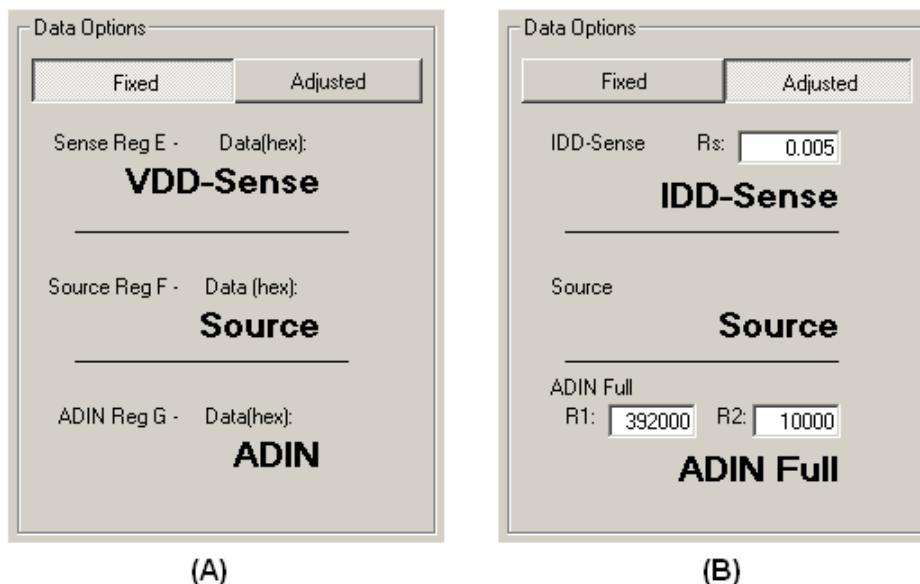 Data Options
Fixed Adjusted
Sense Reg E - Data(hex):
VDD-Sense
Source Reg F - Data (hex):
Source
ADIN Reg G - Data(hex):
ADIN
(A)
Data Options
Fixed Adjusted
IDD-Sense Rs: 0.005
IDD-Sense
Source
Source
ADIN Full
R1: 392000 R2: 10000
ADIN Full
(B)